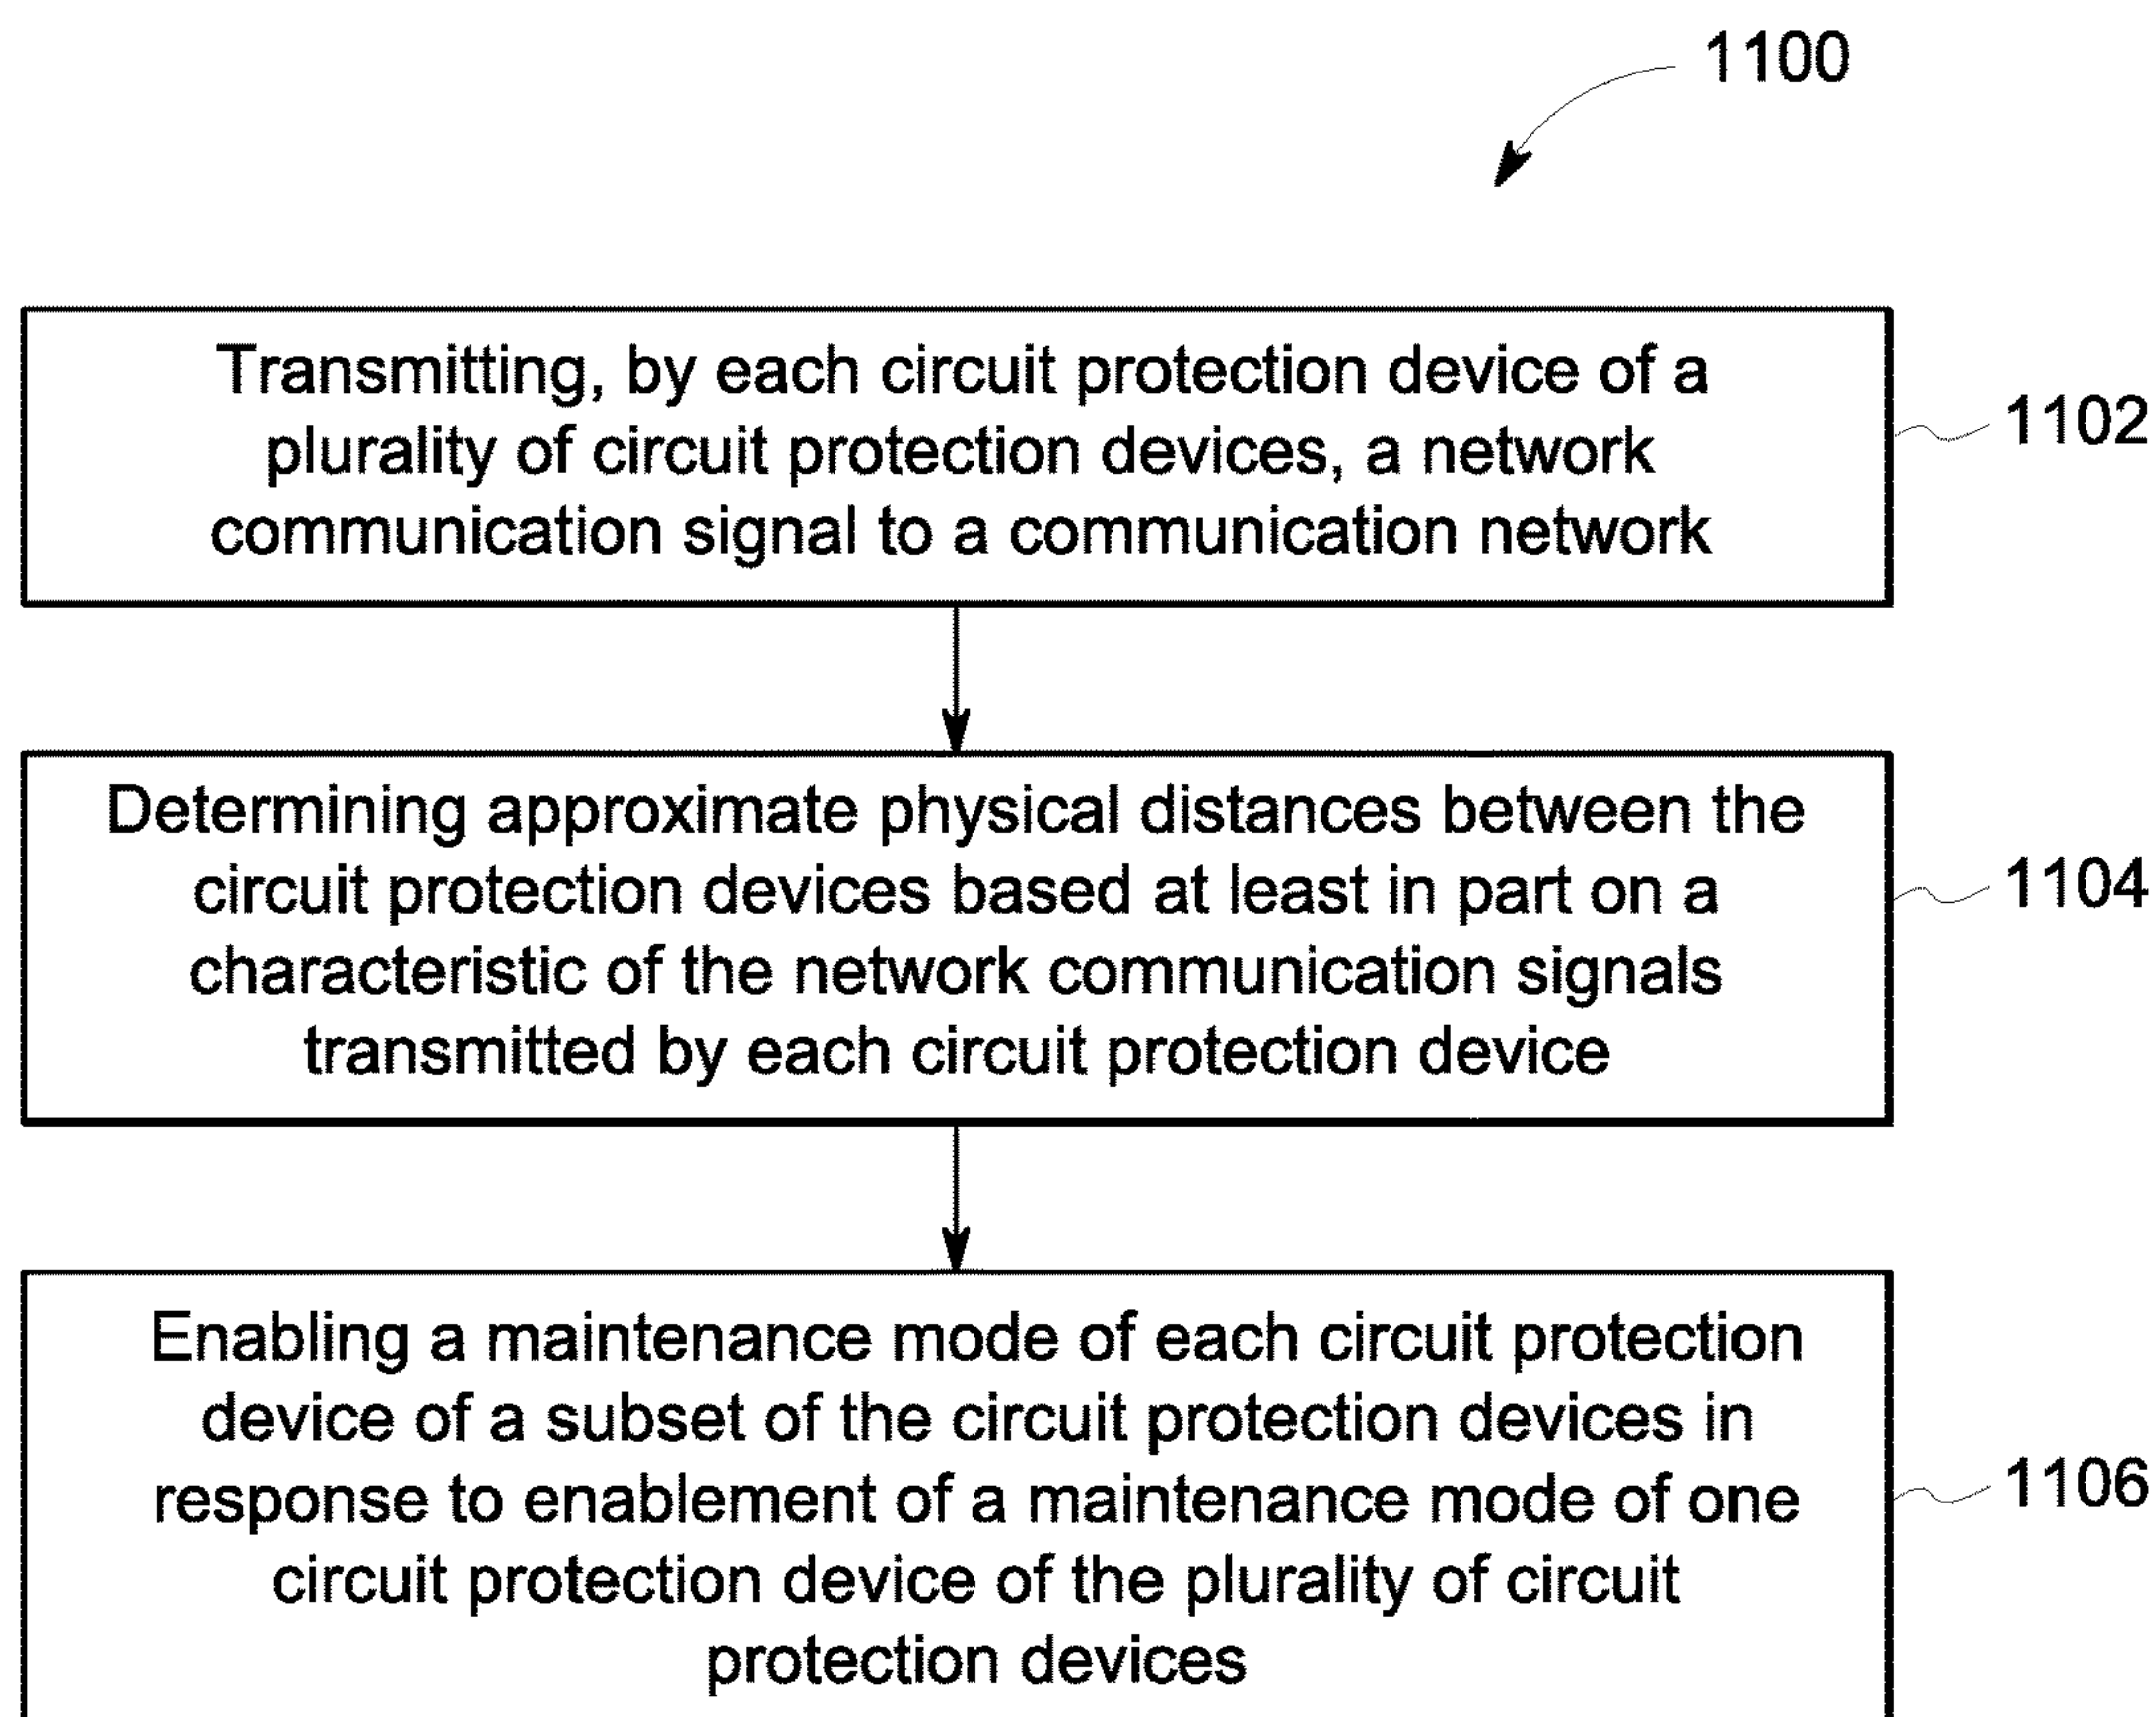 1100
Transmitting, by each circuit protection device of a
plurality of circuit protection devices, a network
communication signal to a communication network
1102
Determining approximate physical distances between the
circuit protection devices based at least in part on a
characteristic of the network communication signals
transmitted by each circuit protection device
1104
Enabling a maintenance mode of each circuit protection
device of a subset of the circuit protection devices in
response to enablement of a maintenance mode of one
circuit protection device of the plurality of circuit
protection devices
1106